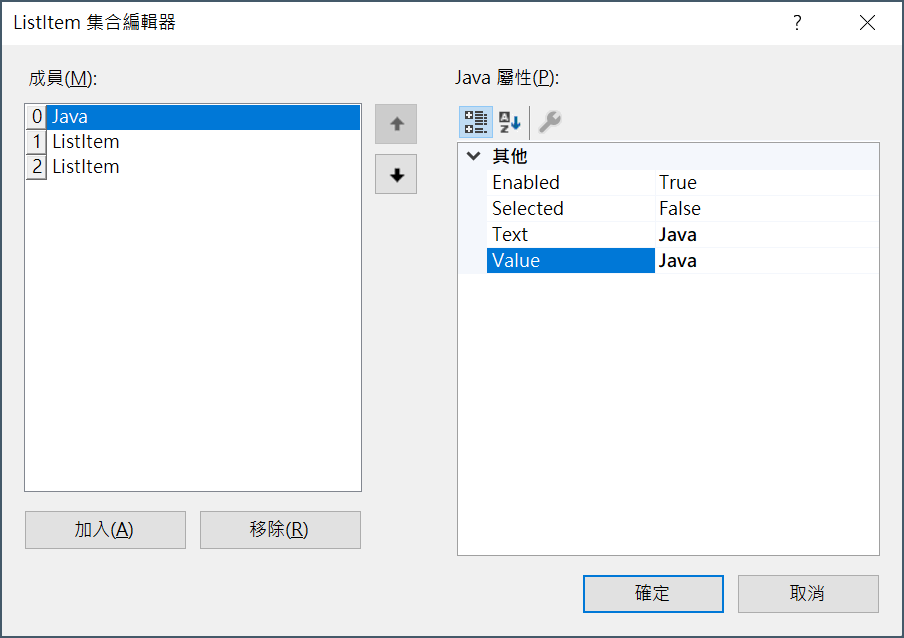 ListItem 集合編輯器
?
成員(M):
0 Java
1 ListItem
2 ListItem
加入(A)
移除(R)
Java 屬性(P):
其他
Enabled True
Selected False
Text Java
Value Java
確定
取消